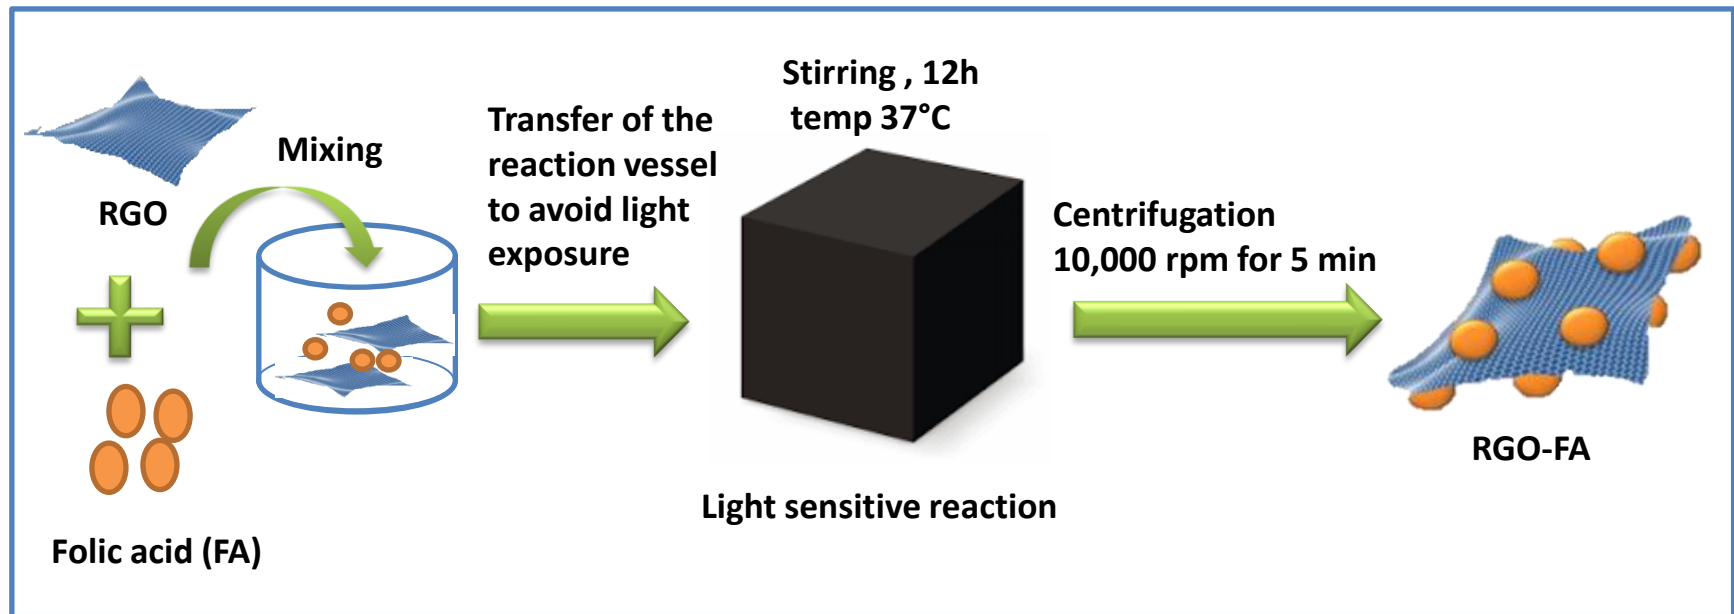 RGO
Folic acid (FA)
Mixing
Transfer of the
reaction vessel
to avoid light
exposure
Stirring , 12h
temp 37°C
Light sensitive reaction
Centrifugation
10,000 rpm for 5 min
RGO-FA